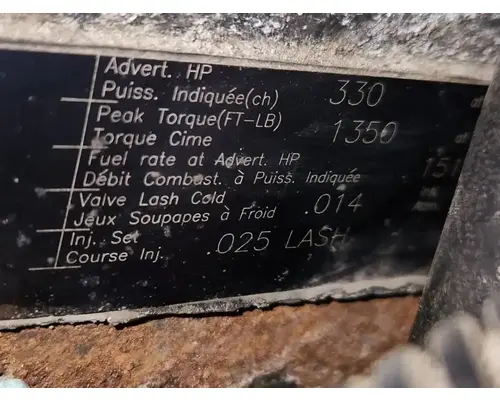 Advert. HP
Puiss. Indiquée(ch) 330
Peak Torque(FT-LB)
Torque Cime 1350
Fuel rate at Advert. HP
Débit Combust. à Puiss. Indiquée
Valve Lash Cold
Jeux Soupapes à Froid .014
Inj. Set
Course Inj. .025 LASH